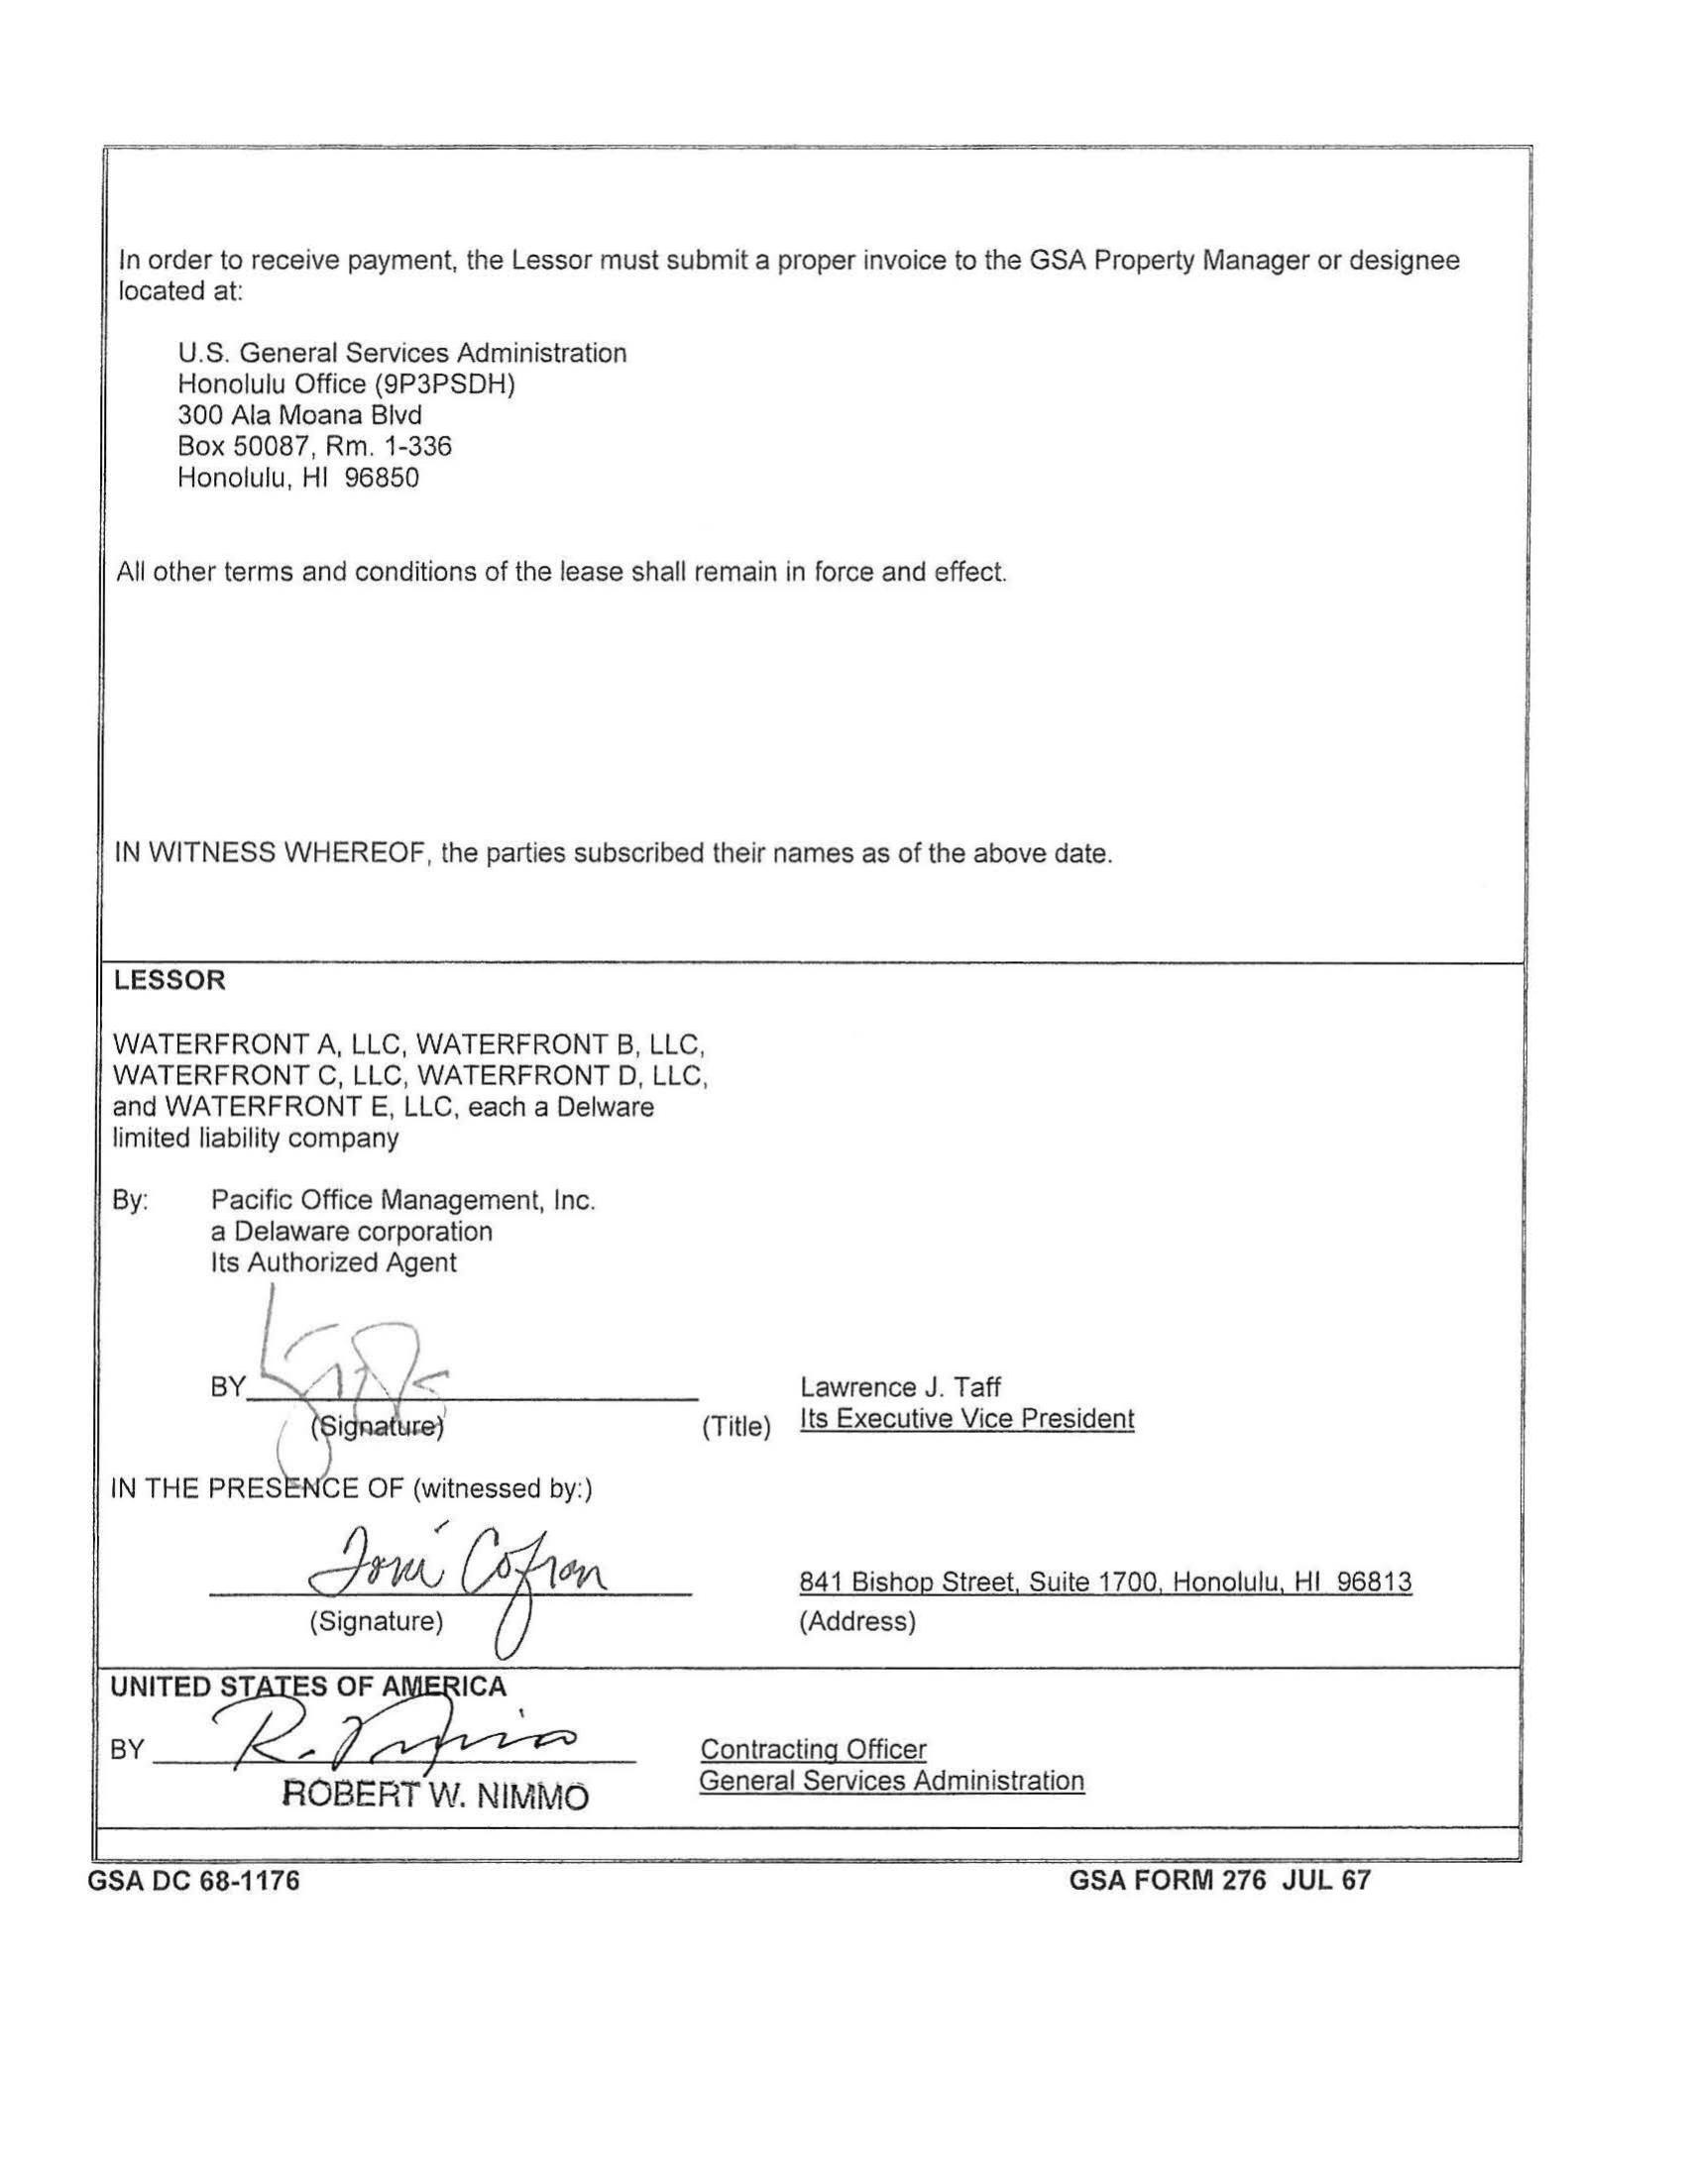 In order to receive payment, the Lessor must submit a proper invoice to the GSA Property Manager or designee
located at:
U.S. General Services Administration
Honolulu Office (9P3PSDH)
300 Ala Moana Blvd
Box 50087, Rm. 1-336
Honolulu, HI 96850
All other terms and conditions of the lease shall remain in force and effect.
IN WITNESS WHEREOF, the parties subscribed their names as of the above date.
LESSOR
WATERFRONT A, LLC, WATERFRONT B, LLC,
WATERFRONT C, LLC, WATERFRONT D, LLC,
and WATERFRONT E, LLC, each a Delware
limited liability company
By: Pacific Office Management, Inc.
a Delaware corporation
Its Authorized Agent
BY Lawrence J. Taff
(Signature) (Title) Its Executive Vice President
IN THE PRESENCE OF (witnessed by:)
Toni Cofran 841 Bishop Street, Suite 1700, Honolulu, HI 96813
(Signature) (Address)
UNITED STATES OF AMERICA
BY R. Nimmo Contracting Officer
ROBERT W. NIMMO General Services Administration
GSA DC 68-1176 GSA FORM 276 JUL 67